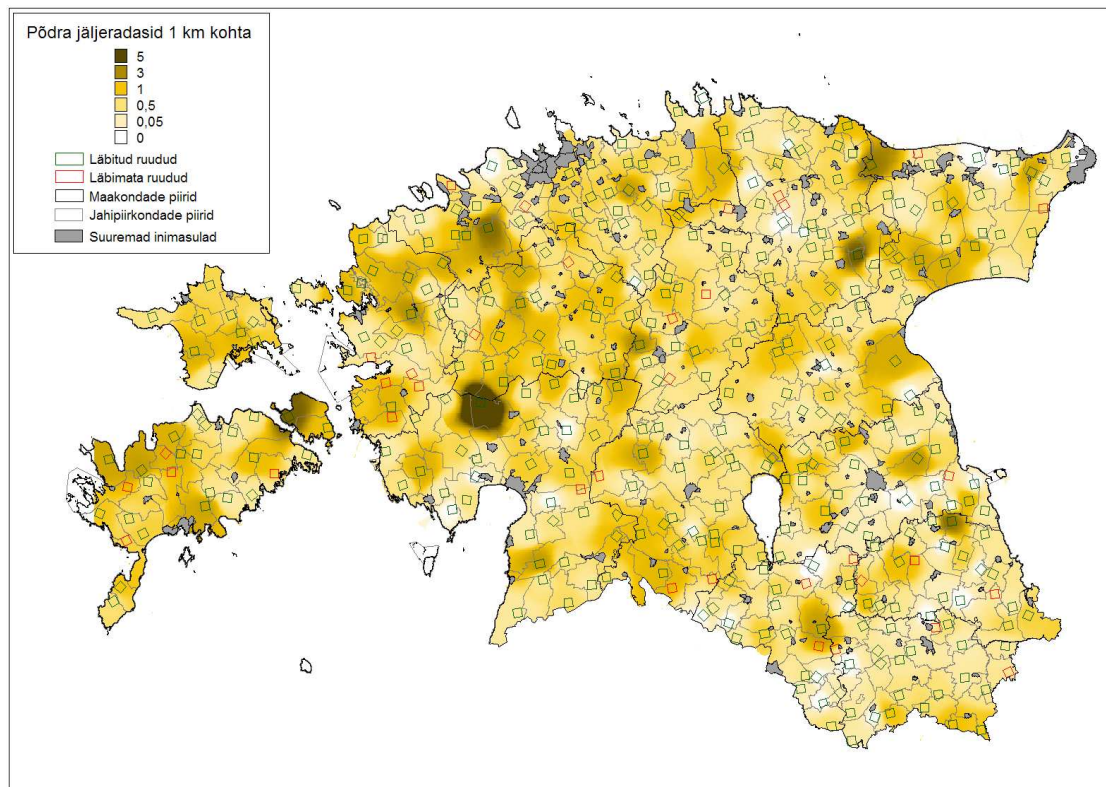 Põdra jäljeradasid 1 km kohta
5
3
1
0,5
0,05
0
Läbitud ruudud
Läbimata ruudud
Maakondade piirid
Jahipiirkondade piirid
Suuremad inimasulad